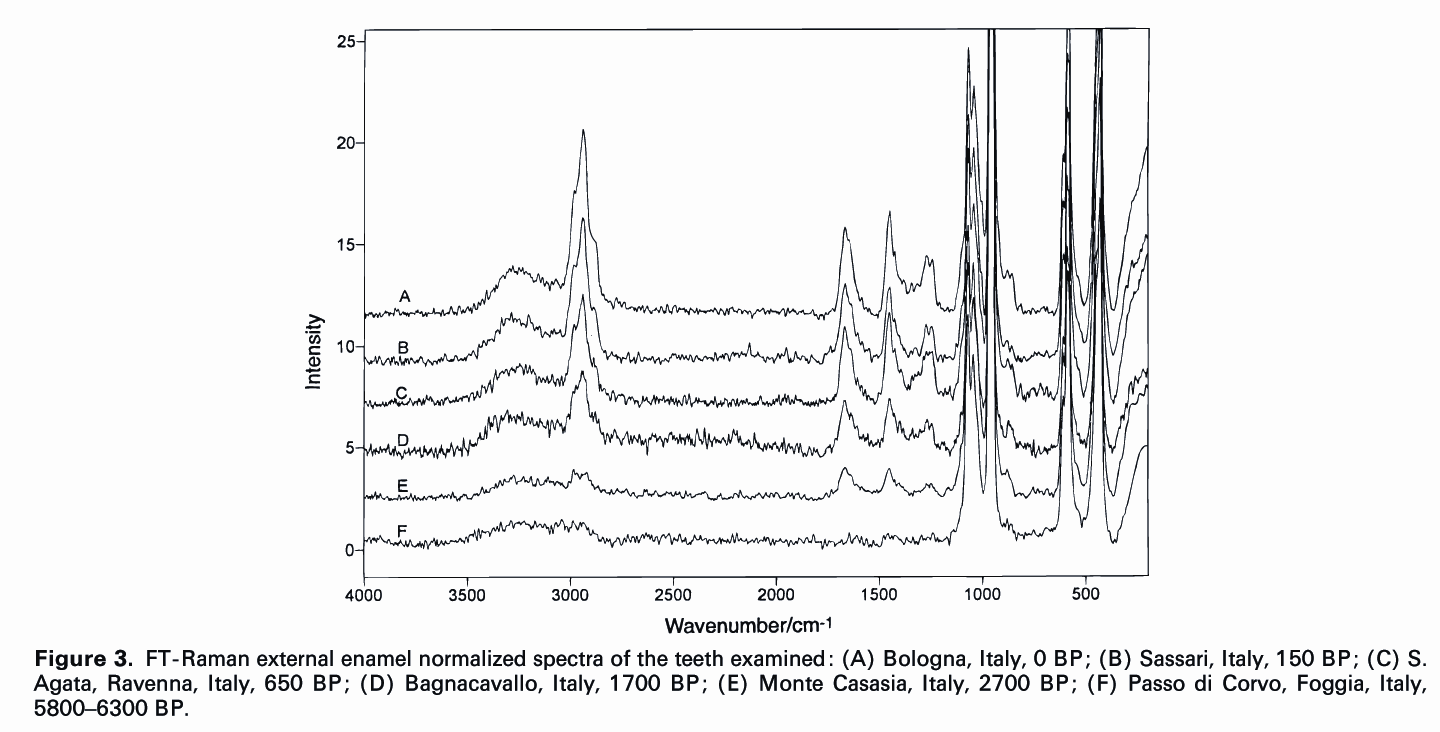 25
20
15
10
5
0
Intensity
A
B
C
D
E
F
4000 3500 3000 2500 2000 1500 1000 500
Wavenumber/cm-1
Figure 3. FT-Raman external enamel normalized spectra of the teeth examined: (A) Bologna, Italy, 0 BP; (B) Sassari, Italy, 150 BP; (C) S.
Agata, Ravenna, Italy, 650 BP; (D) Bagnacavallo, Italy, 1700 BP; (E) Monte Casasia, Italy, 2700 BP; (F) Passo di Corvo, Foggia, Italy,
5800–6300 BP.